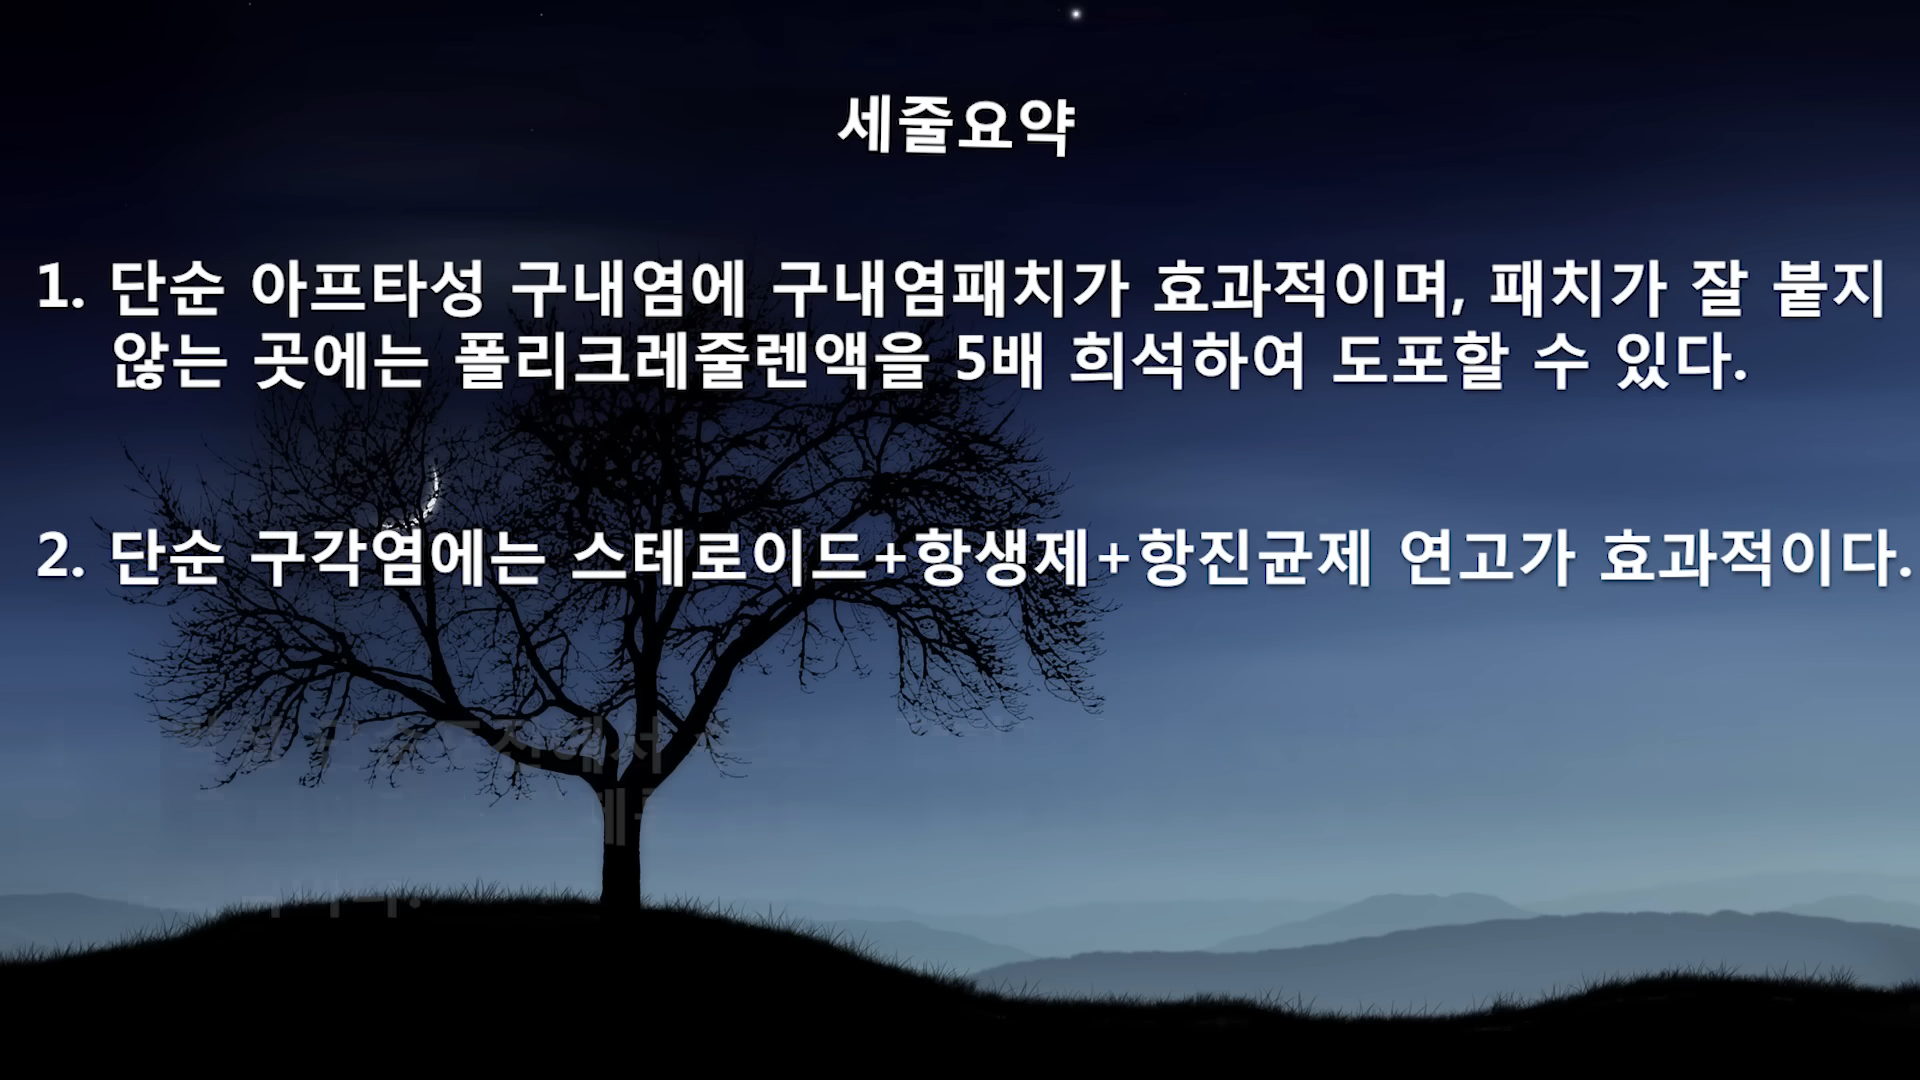 세줄요약
1. 단순 아프타성 구내염에 구내염패치가 효과적이며, 패치가 잘 붙지
않는 곳에는 폴리크레줄렌액을 5배 희석하여 도포할 수 있다.
2. 단순 구각염에는 스테로이드+항생제+항진균제 연고가 효과적이다.